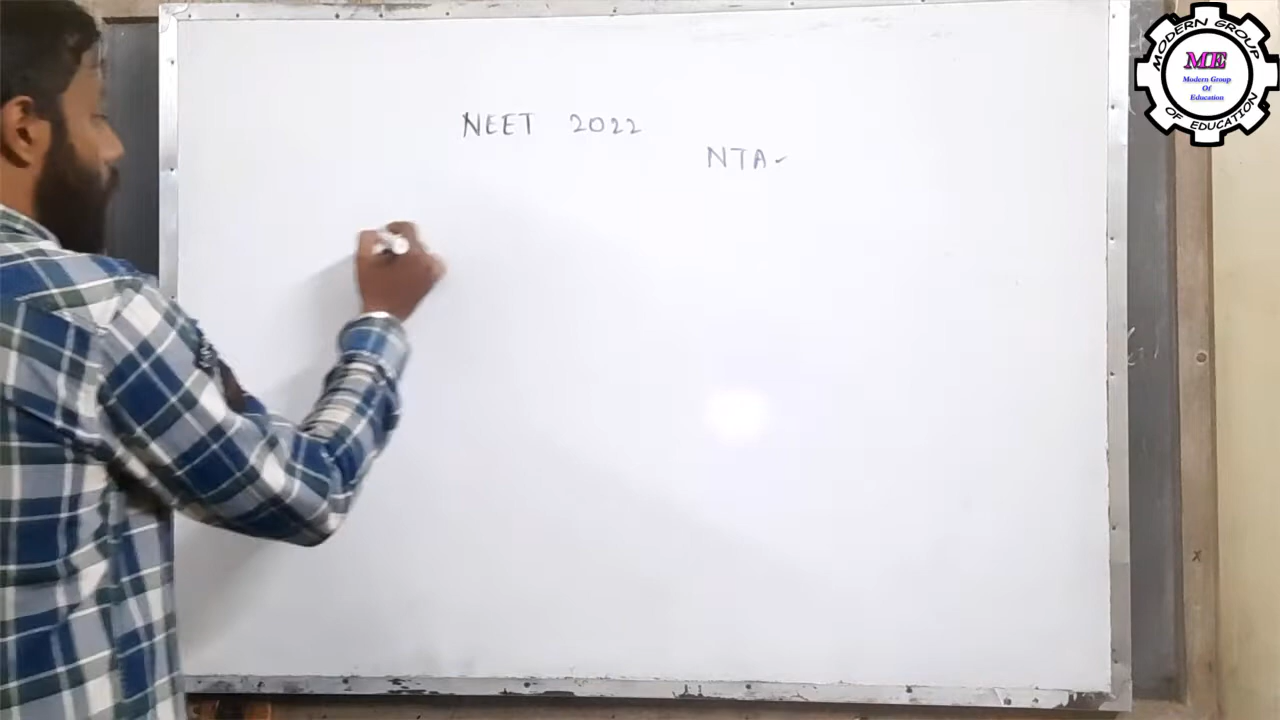 NEET 2022
NTA-
MODERN GROUP
ME
Modern Group
Of
Education
OF EDUCATION